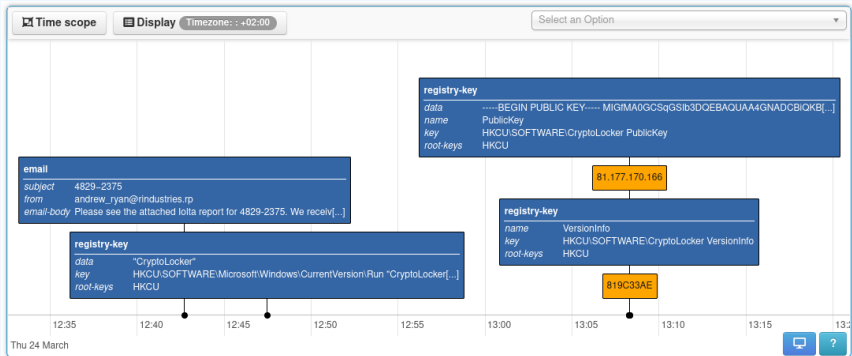 Time scope
Display Timezone: : +02:00
Select an Option
registry-key
data -----BEGIN PUBLIC KEY----- MIGfMA0GCSqGSIb3DQEBAQUAA4GNADCBiQKB[...]
name PublicKey
key HKCU\SOFTWARE\CryptoLocker PublicKey
root-keys HKCU
81.177.170.166
email
subject 4829–2375
from andrew_ryan@rindustries.rp
email-body Please see the attached Iolta report for 4829-2375. We receiv[...]
registry-key
name VersionInfo
key HKCU\SOFTWARE\CryptoLocker VersionInfo
root-keys HKCU
registry-key
data "CryptoLocker"
key HKCU\SOFTWARE\Microsoft\Windows\CurrentVersion\Run "CryptoLocker[...]
root-keys HKCU
819C33AE
12:35 12:40 12:45 12:50 12:55 13:00 13:05 13:10 13:15 13:2
Thu 24 March
?